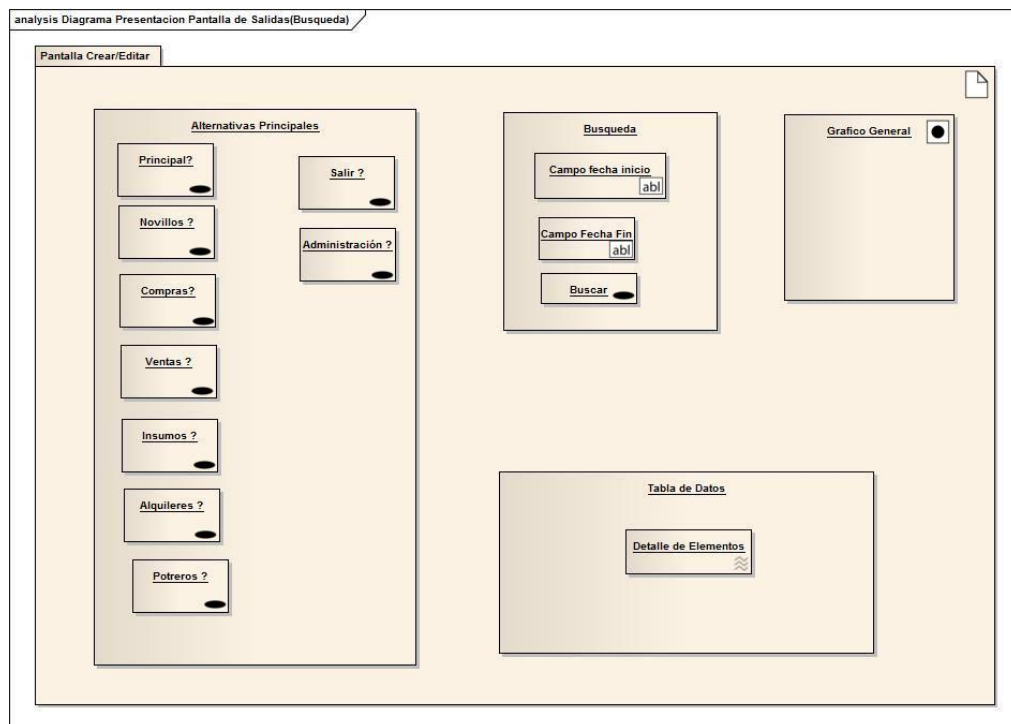 analysis Diagrama Presentacion Pantalla de Salidas(Busqueda)
Pantalla Crear/Editar
Alternativas Principales
Principal?
Novillos ?
Compras?
Ventas ?
Insumos ?
Alquileres ?
Potreros ?
Salir ?
Administración ?
Busqueda
Campo fecha inicio
abl
Campo Fecha Fin
abl
Buscar
Grafico General
Tabla de Datos
Detalle de Elementos